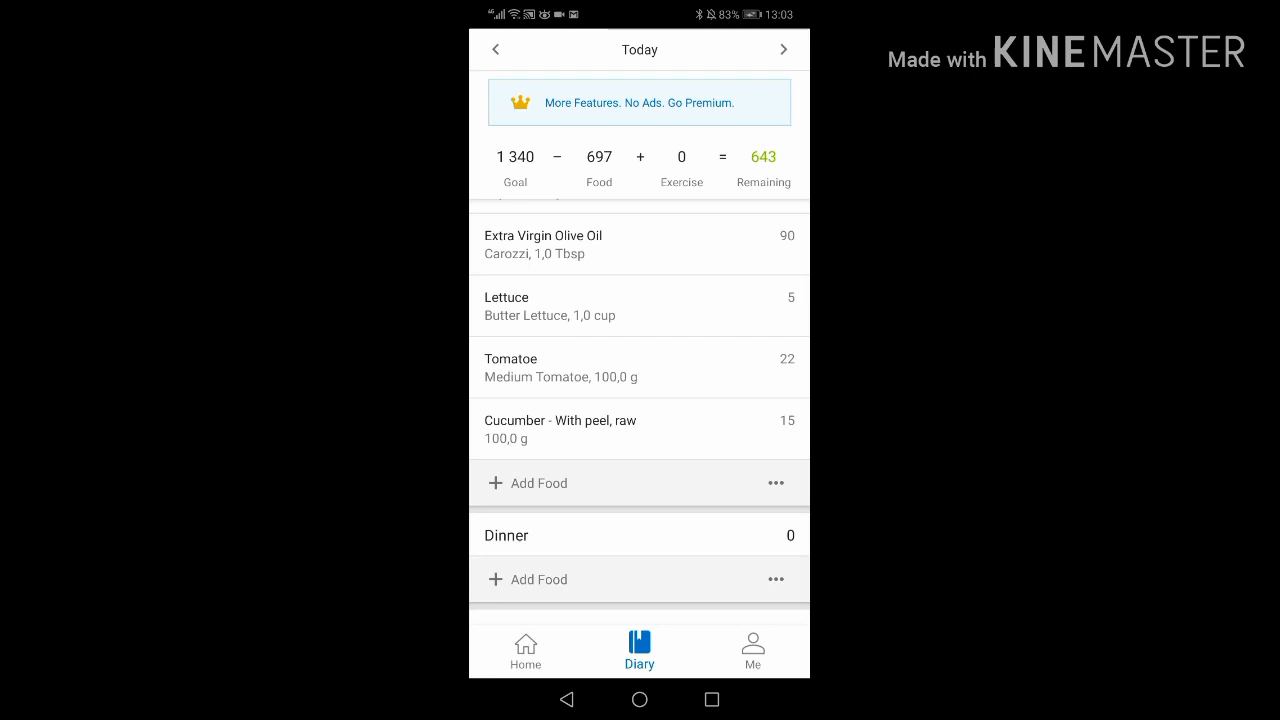 4G 83% 13:03
Made with KINEMASTER
Today
More Features. No Ads. Go Premium.
1 340 − 697 + 0 = 643
Goal Food Exercise Remaining
Extra Virgin Olive Oil 90
Carozzi, 1,0 Tbsp
Lettuce 5
Butter Lettuce, 1,0 cup
Tomatoe 22
Medium Tomatoe, 100,0 g
Cucumber - With peel, raw 15
100,0 g
+ Add Food
Dinner 0
+ Add Food
Home Diary Me